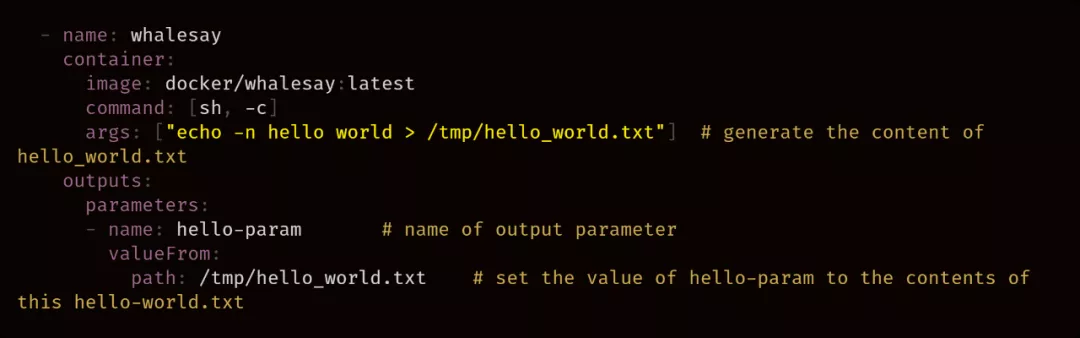 - name: whalesay
container:
image: docker/whalesay:latest
command: [sh, -c]
args: ["echo -n hello world > /tmp/hello_world.txt"]  # generate the content of
hello_world.txt
outputs:
parameters:
- name: hello-param       # name of output parameter
valueFrom:
path: /tmp/hello_world.txt    # set the value of hello-param to the contents of
this hello-world.txt